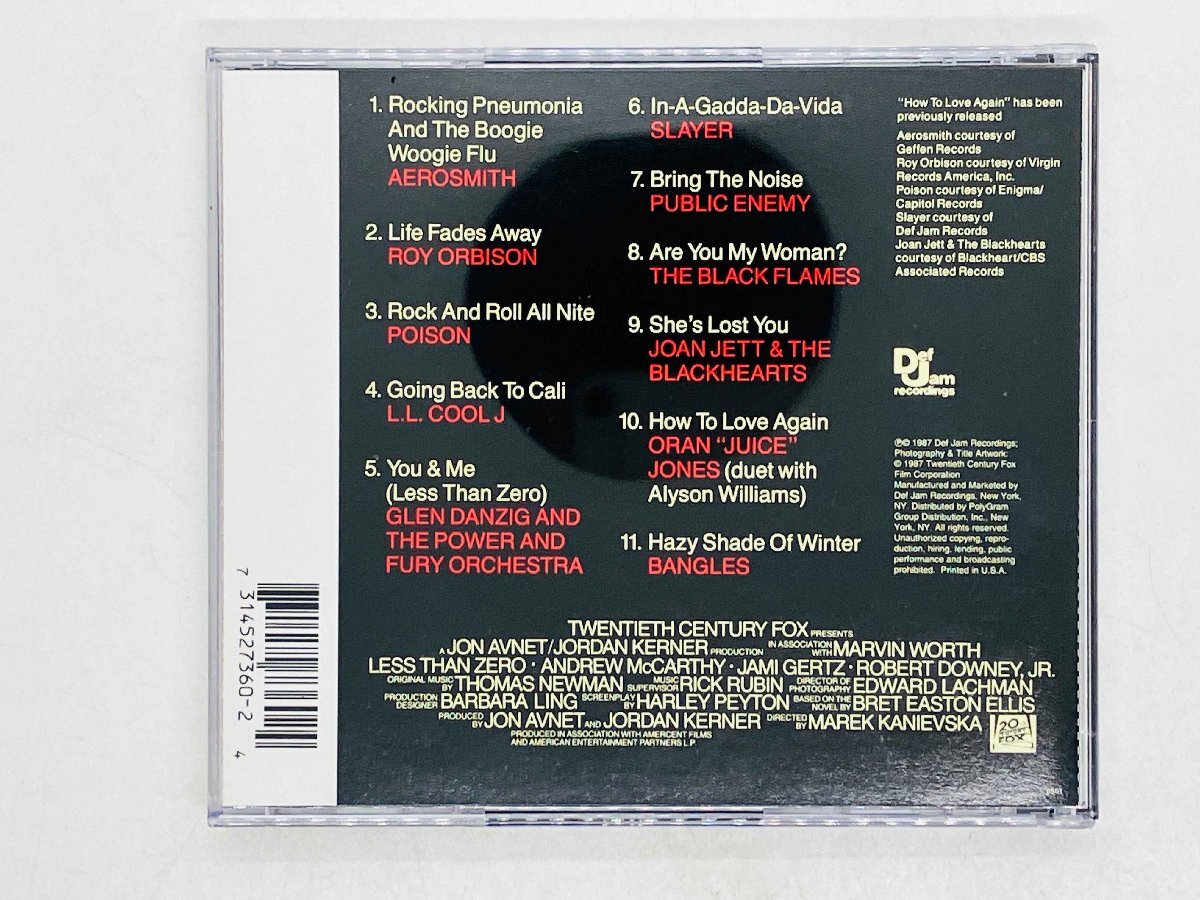 1. Rocking Pneumonia
And The Boogie
Woogie Flu
AEROSMITH
2. Life Fades Away
ROY ORBISON
3. Rock And Roll All Nite
POISON
4. Going Back To Cali
L.L. COOL J
5. You & Me
(Less Than Zero)
GLEN DANZIG AND
THE POWER AND
FURY ORCHESTRA
6. In-A-Gadda-Da-Vida
SLAYER
7. Bring The Noise
PUBLIC ENEMY
8. Are You My Woman?
THE BLACK FLAMES
9. She's Lost You
JOAN JETT & THE
BLACKHEARTS
10. How To Love Again
ORAN "JUICE"
JONES (duet with
Alyson Williams)
11. Hazy Shade Of Winter
BANGLES
"How To Love Again" has been
previously released
Aerosmith courtesy of
Geffen Records
Roy Orbison courtesy of Virgin
Records America, Inc.
Poison courtesy of Enigma/
Capitol Records
Slayer courtesy of
Def Jam Records
Joan Jett & The Blackhearts
courtesy of Blackheart/CBS
Associated Records
Def
Jam
recordings
℗© 1987 Def Jam Recordings;
Photography & Title Artwork:
© 1987 Twentieth Century Fox
Film Corporation
Manufactured and Marketed by
Def Jam Recordings, New York,
NY. Distributed by PolyGram
Group Distribution, Inc., New
York, NY. All rights reserved.
Unauthorized copying, repro-
duction, hiring, lending, public
performance and broadcasting
prohibited. Printed in U.S.A.
7 31452 7360-2 4
TWENTIETH CENTURY FOX PRESENTS
A JON AVNET/JORDAN KERNER PRODUCTION IN ASSOCIATION WITH MARVIN WORTH
LESS THAN ZERO · ANDREW McCARTHY · JAMI GERTZ · ROBERT DOWNEY, JR.
ORIGINAL MUSIC BY THOMAS NEWMAN MUSIC SUPERVISOR RICK RUBIN DIRECTOR OF PHOTOGRAPHY EDWARD LACHMAN
PRODUCTION DESIGNER BARBARA LING SCREENPLAY BY HARLEY PEYTON BASED ON THE NOVEL BY BRET EASTON ELLIS
PRODUCED BY JON AVNET AND JORDAN KERNER DIRECTED BY MAREK KANIEVSKA
PRODUCED IN ASSOCIATION WITH AMERCENT FILMS
AND AMERICAN ENTERTAINMENT PARTNERS L.P.
20
CENTURY
FOX